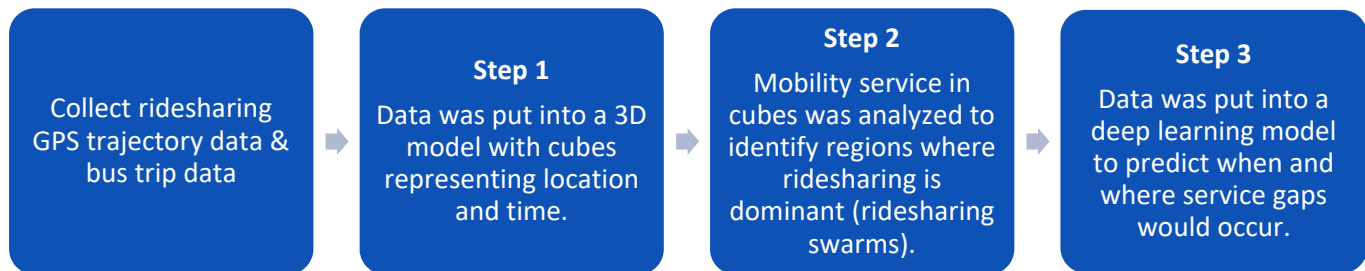 Collect ridesharing
GPS trajectory data &
bus trip data
Step 1
Data was put into a 3D
model with cubes
representing location
and time.
Step 2
Mobility service in
cubes was analyzed to
identify regions where
ridesharing is
dominant (ridesharing
swarms).
Step 3
Data was put into a
deep learning model
to predict when and
where service gaps
would occur.